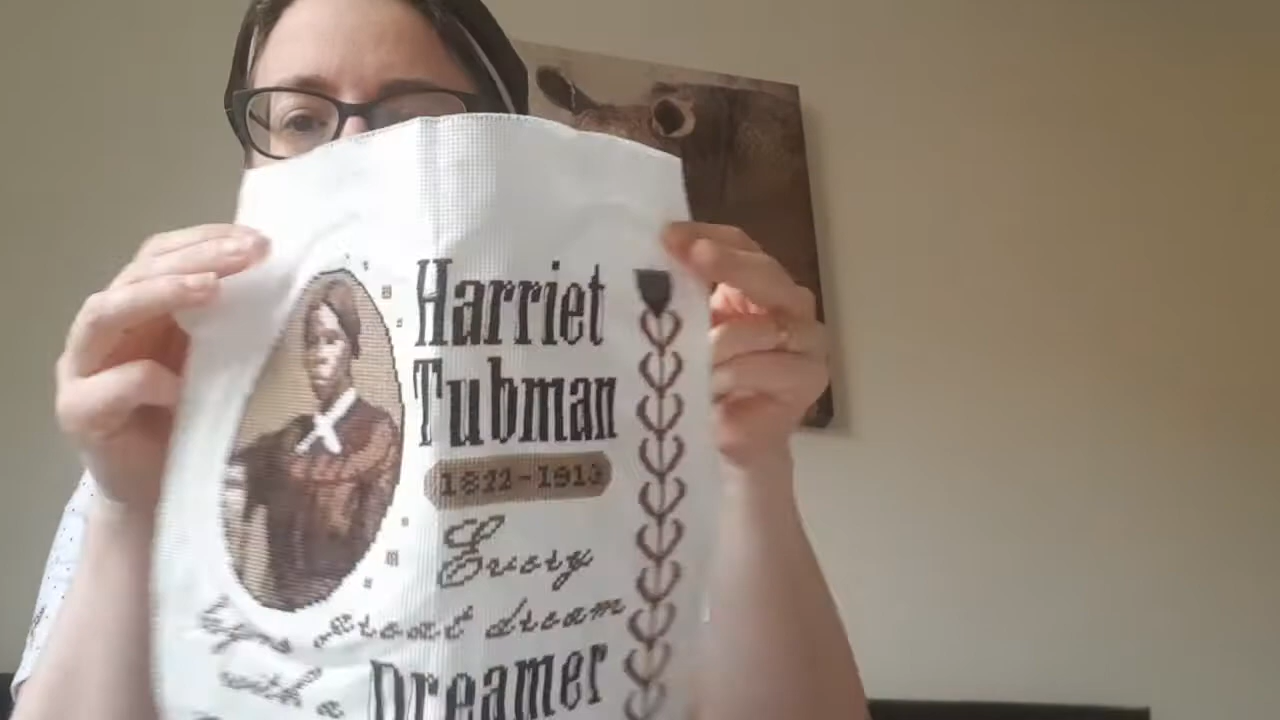 Harriet
Tubman
1822-1913
Every
great dream
with a
Dreamer